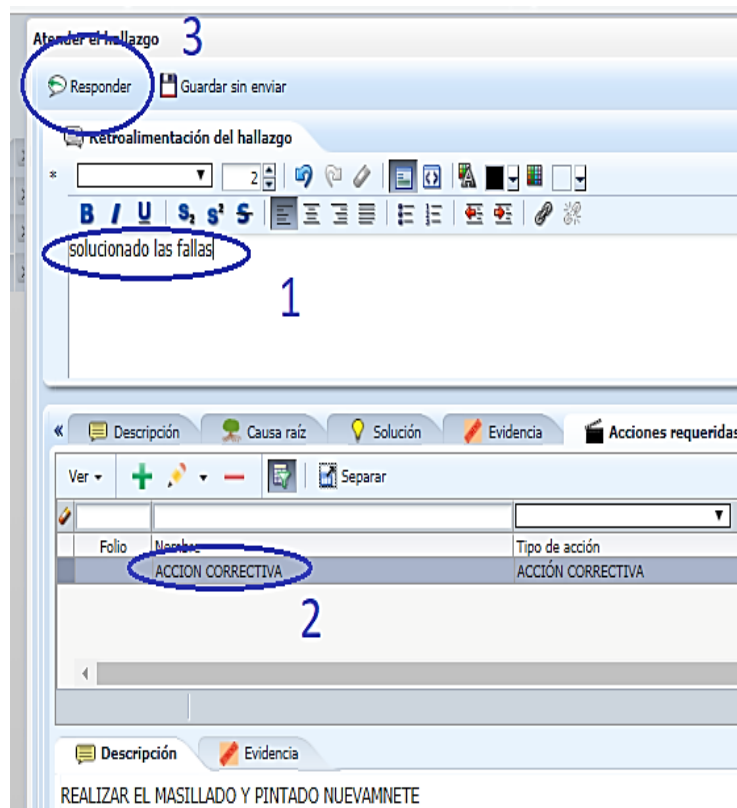 Atender el hallazgo 3
Responder Guardar sin enviar
Retroalimentación del hallazgo
* 2
B I U S₂ S² S
solucionado las fallas
1
« Descripción Causa raíz Solución Evidencia Acciones requeridas
Ver Separar
Folio Nombre Tipo de acción
ACCION CORRECTIVA ACCIÓN CORRECTIVA
2
Descripción Evidencia
REALIZAR EL MASILLADO Y PINTADO NUEVAMNETE